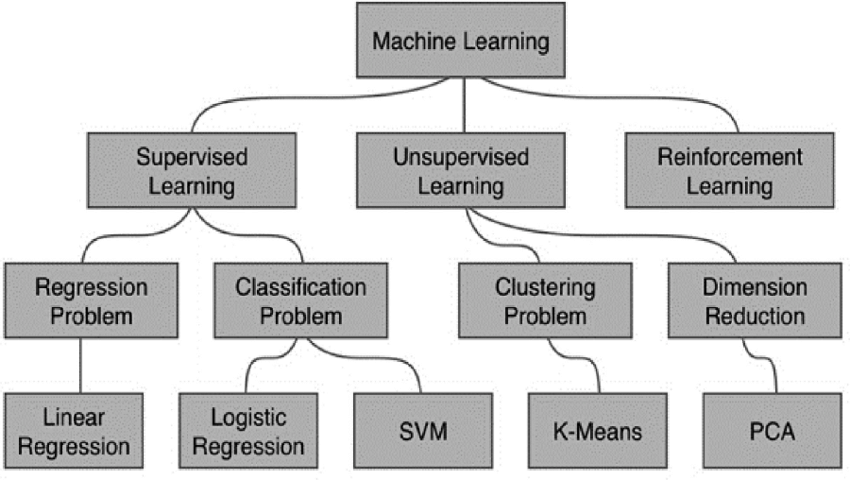 Machine Learning
Supervised
Learning
Unsupervised
Learning
Reinforcement
Learning
Regression
Problem
Classification
Problem
Clustering
Problem
Dimension
Reduction
Linear
Regression
Logistic
Regression
SVM
K-Means
PCA